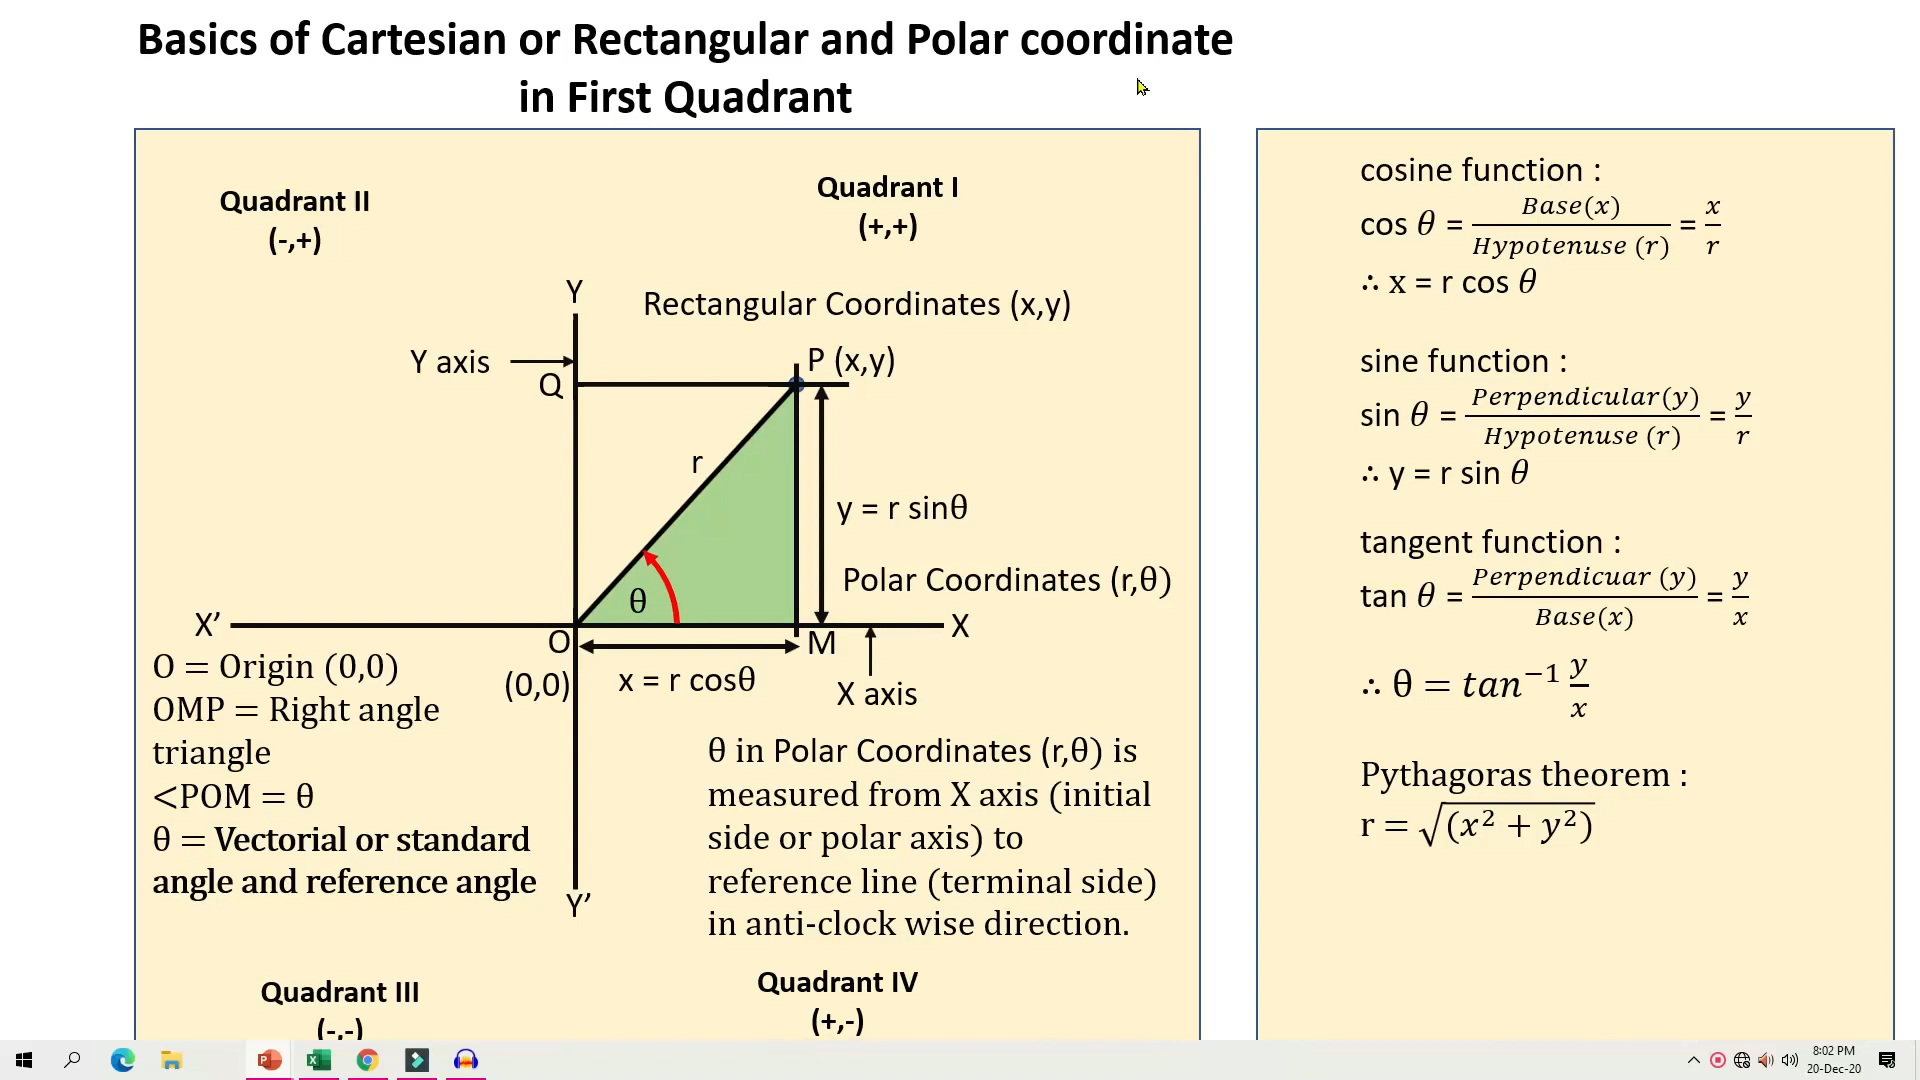 Basics of Cartesian or Rectangular and Polar coordinate
in First Quadrant
Quadrant II
(-,+)
Quadrant I
(+,+)
Y
Rectangular Coordinates (x,y)
Y axis
P (x,y)
Q
r
y = r sinθ
Polar Coordinates (r,θ)
θ
X’
X
O
M
(0,0)
x = r cosθ
X axis
O = Origin (0,0)
OMP = Right angle
triangle
<POM = θ
θ = Vectorial or standard
angle and reference angle
Y’
θ in Polar Coordinates (r,θ) is
measured from X axis (initial
side or polar axis) to
reference line (terminal side)
in anti-clock wise direction.
Quadrant III
(-,-)
Quadrant IV
(+,-)
cosine function :
cos θ = Base(x) / Hypotenuse (r) = x / r
∴ x = r cos θ
sine function :
sin θ = Perpendicular(y) / Hypotenuse (r) = y / r
∴ y = r sin θ
tangent function :
tan θ = Perpendicuar (y) / Base(x) = y / x
∴ θ = tan⁻¹ y / x
Pythagoras theorem :
r = √(x² + y²)
8:02 PM
20-Dec-20